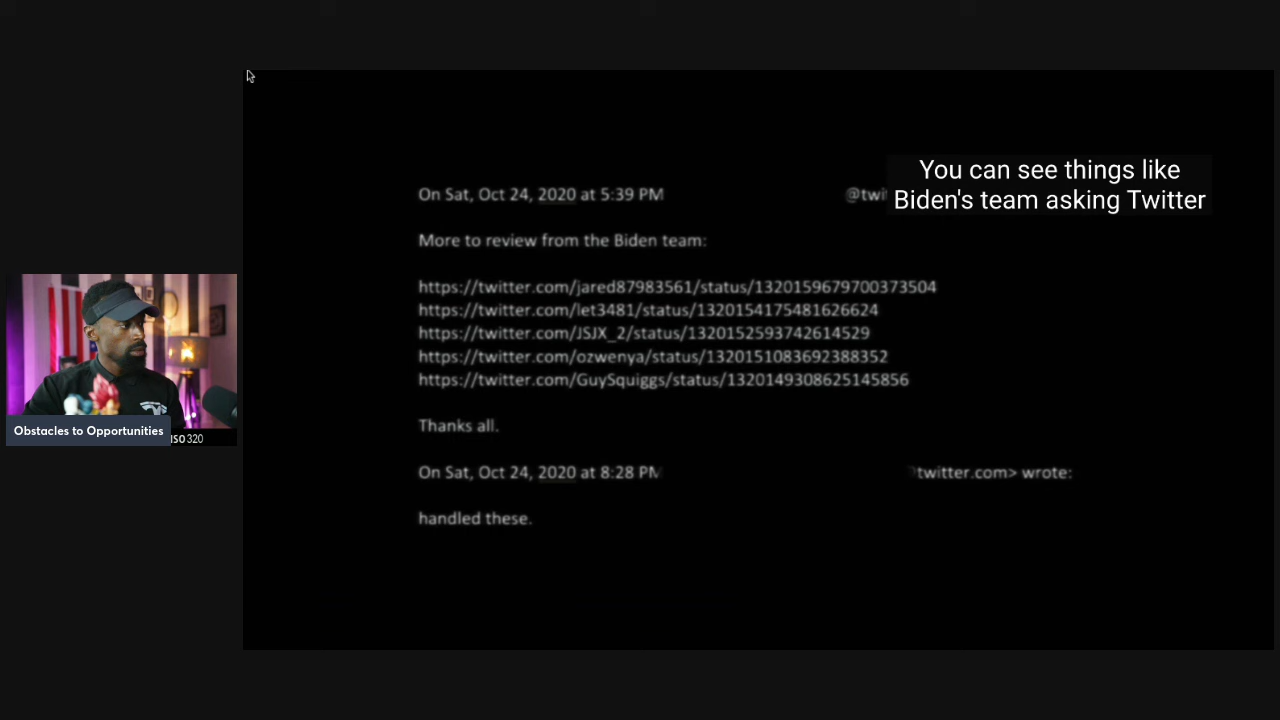 On Sat, Oct 24, 2020 at 5:39 PM @twi
You can see things like
Biden's team asking Twitter
More to review from the Biden team:
https://twitter.com/jared87983561/status/1320159679700373504
https://twitter.com/let3481/status/1320154175481626624
https://twitter.com/JSJX_2/status/1320152593742614529
https://twitter.com/ozwenya/status/1320151083692388352
https://twitter.com/GuySquiggs/status/1320149308625145856
Thanks all.
On Sat, Oct 24, 2020 at 8:28 PM twitter.com> wrote:
handled these.
Obstacles to Opportunities
ISO 320